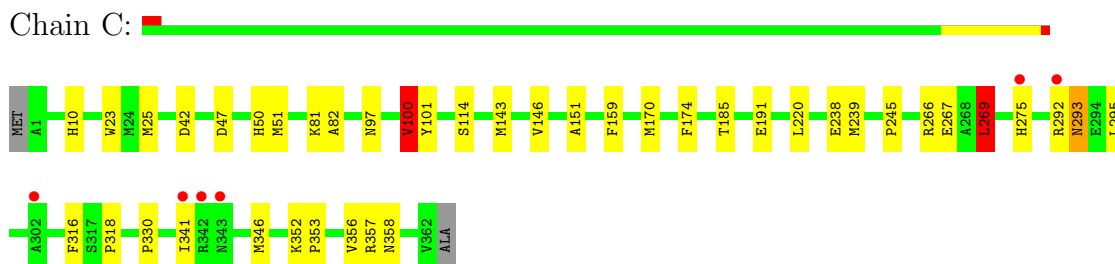 Chain C:
MET A1 H10 W23 M24 M25 D42 D47 H50 M51 K81 A82 N97 V100 Y101 S114 M143 V146 A151 F159 M170 F174 T185 E191 L220 E238 M239 P245 R266 E267 A268 L269 H275 R292 N293 E294 L295
A302 F316 S317 P318 P330 I341 R342 N343 M346 K352 P353 V356 R357 N358 V362 ALA